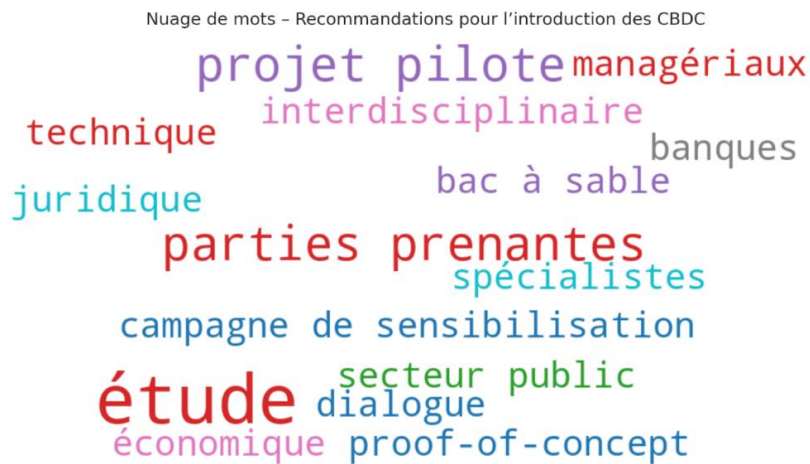 Nuage de mots – Recommandations pour l’introduction des CBDC
projet pilote
managériaux
interdisciplinaire
technique
banques
bac à sable
juridique
parties prenantes
spécialistes
campagne de sensibilisation
secteur public
étude
dialogue
économique
proof-of-concept